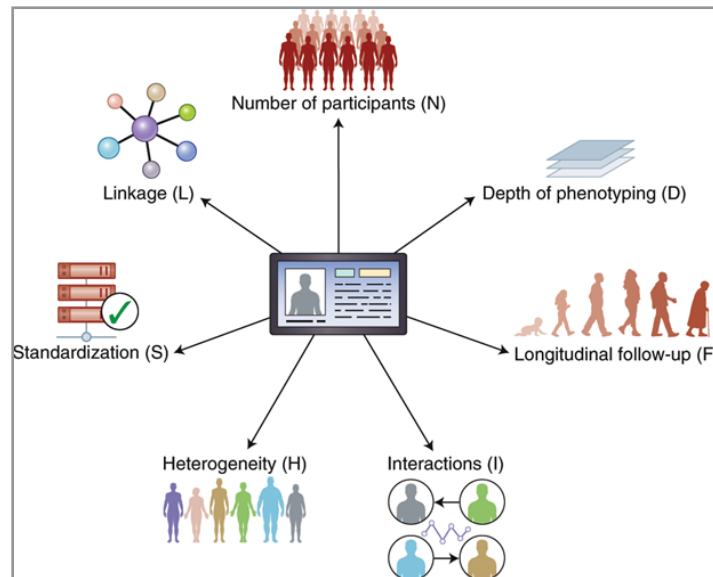 Number of participants (N)
Linkage (L)
Depth of phenotyping (D)
Standardization (S)
Longitudinal follow-up (F
Heterogeneity (H)
Interactions (I)